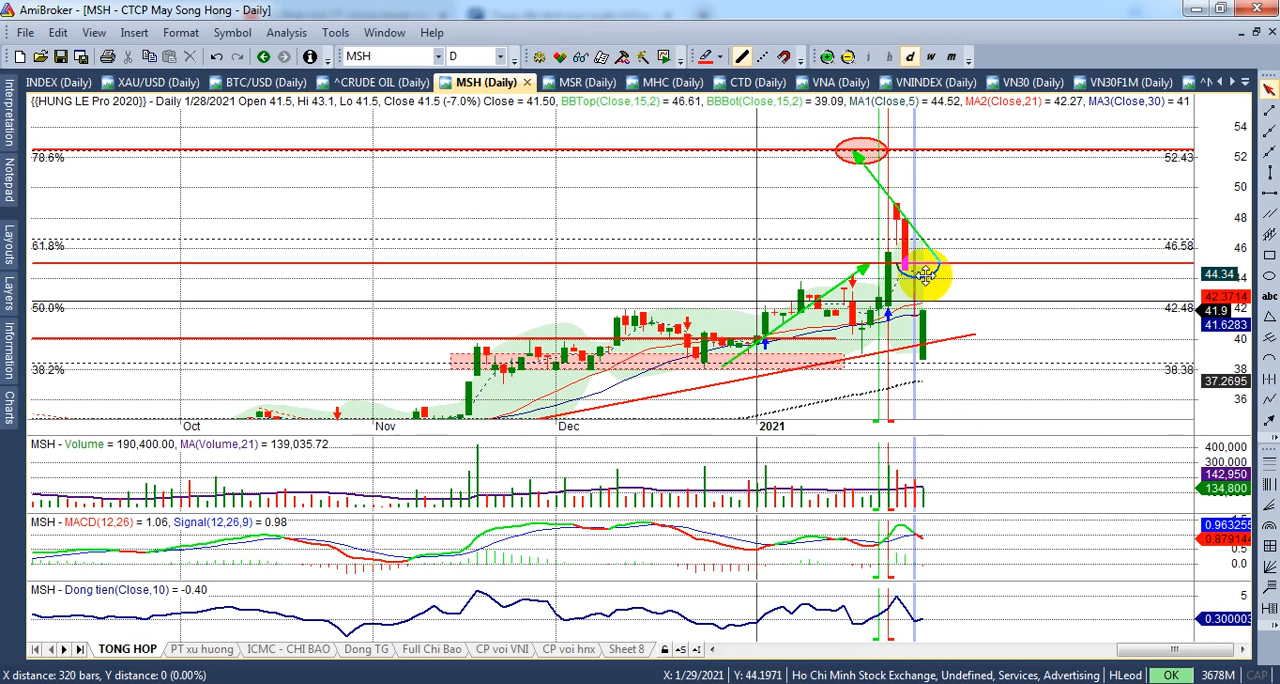 AmiBroker - [MSH - CTCP May Song Hong - Daily]
File Edit View Insert Format Symbol Analysis Tools Window Help
MSH D i h d w m
INDEX (Daily) XAU/USD (Daily) BTC/USD (Daily) ^CRUDE OIL (Daily) MSH (Daily) MSR (Daily) MHC (Daily) CTD (Daily) VNA (Daily) VNINDEX (Daily) VN30 (Daily) VN30F1M (Daily)
{{HUNG LE Pro 2020}} - Daily 1/28/2021 Open 41.5, Hi 43.1, Lo 41.5, Close 41.5 (-7.0%) Close = 41.50, BBTop(Close,15,2) = 46.61, BBBot(Close,15,2) = 39.09, MA1(Close,5) = 44.52, MA2(Close,21) = 42.27, MA3(Close,30) = 41
Interpretation
Notepad
Layouts
Layers
Information
Charts
54
78.6% 52.43 52
50
48
61.8% 46.58 46
44.34
50.0% 42.48 42
42.3714
41.9
41.6283
40
38.2% 38.38 38
37.2695
36
Oct Nov Dec 2021
abc
MSH - Volume = 190,400.00, MA(Volume,21) = 139,035.72
400,000
300,000
142,950
134,800
MSH - MACD(12,26) = 1.06, Signal(12,26,9) = 0.98
0.963255
0.879144
0.5
0.0
MSH - Dong tien(Close,10) = -0.40
5
0.300003
TONG HOP PT xu huong ICMC - CHI BAO Dong TG Full Chi Bao CP voi VNI CP voi hnx Sheet 8
X distance: 320 bars, Y distance: 0 (0.00%) X: 1/29/2021 Y: 44.1971 Ho Chi Minh Stock Exchange, Undefined, Services, Advertising HLeod OK 3678M CAP